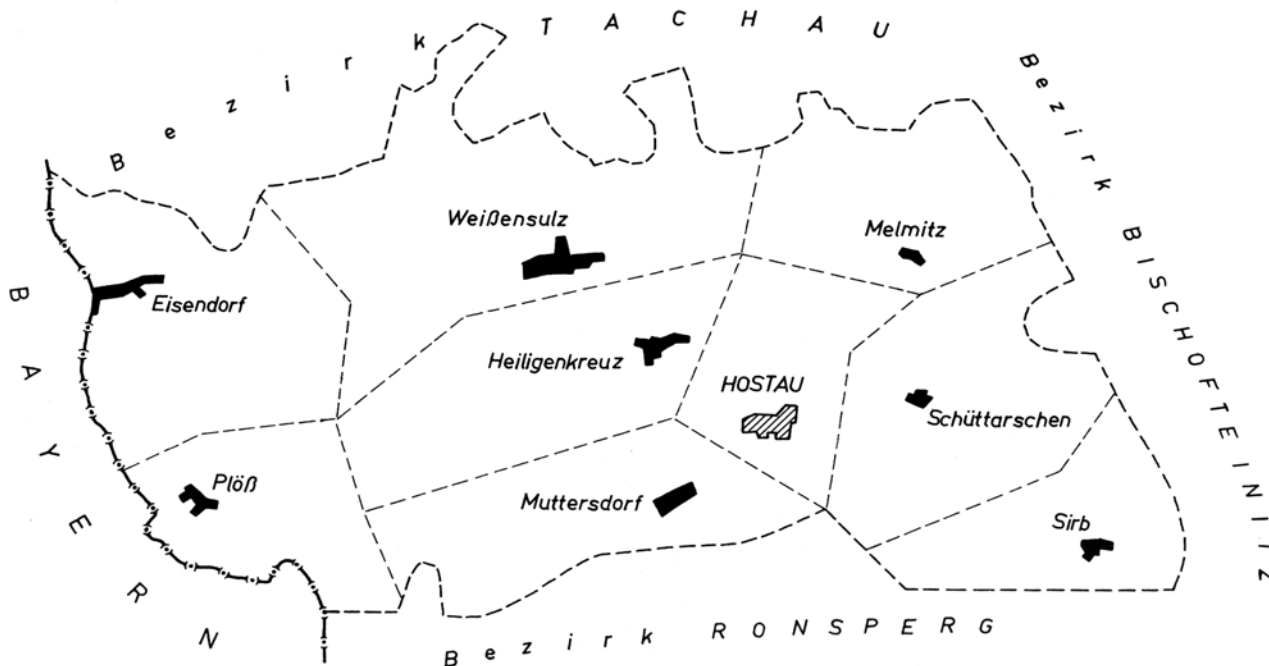 Bezirk TACHAU
Bezirk BISCHOFTEINITZ
Weißensulz
Melmitz
Eisendorf
BAYERN
Heiligenkreuz
HOSTAU
Schüttarschen
Plöß
Muttersdorf
Sirb
Bezirk RONSPERG